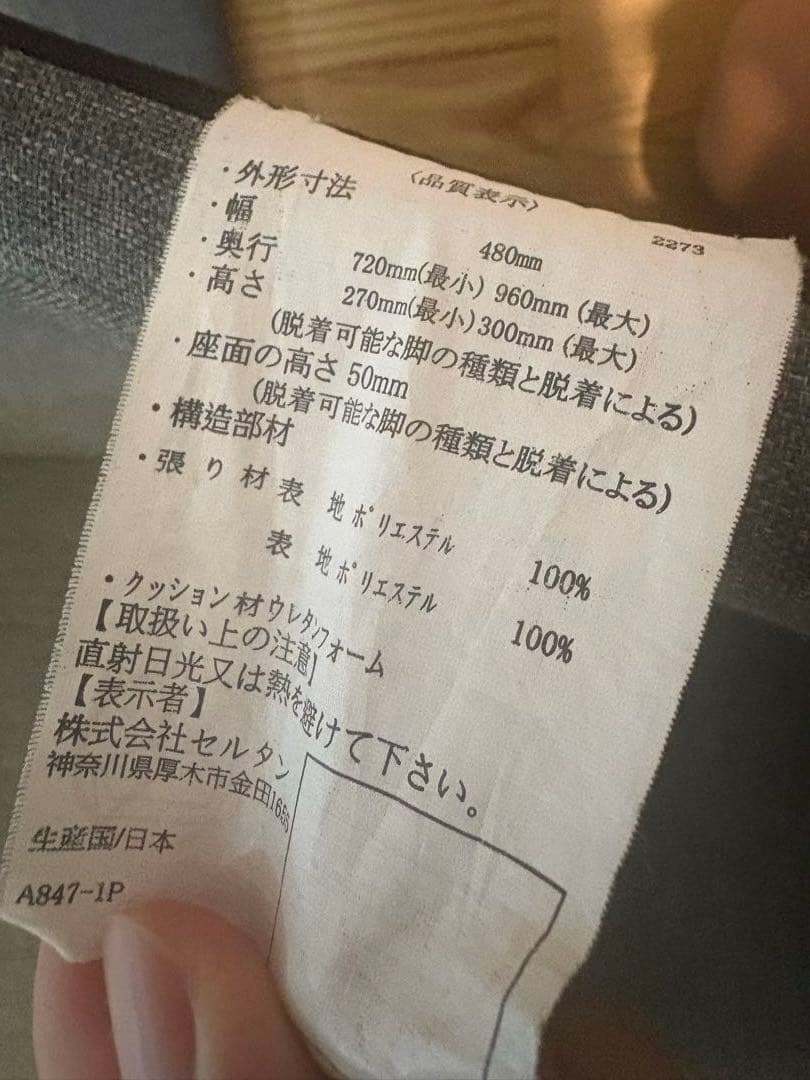 〈品質表示〉
2273
・外形寸法
・幅 480mm
・奥行 720mm(最小) 960mm (最大)
・高さ 270mm(最小)300mm (最大)
(脱着可能な脚の種類と脱着による)
・座面の高さ 50mm
(脱着可能な脚の種類と脱着による)
・構造部材
・張り材表 地ポリエステル 100%
表 地ポリエステル 100%
・クッション材ウレタンフォーム
【取扱い上の注意】
直射日光又は熱を避けて下さい。
【表示者】
株式会社セルタン
神奈川県厚木市金田1656
生産国/日本
A847-1P